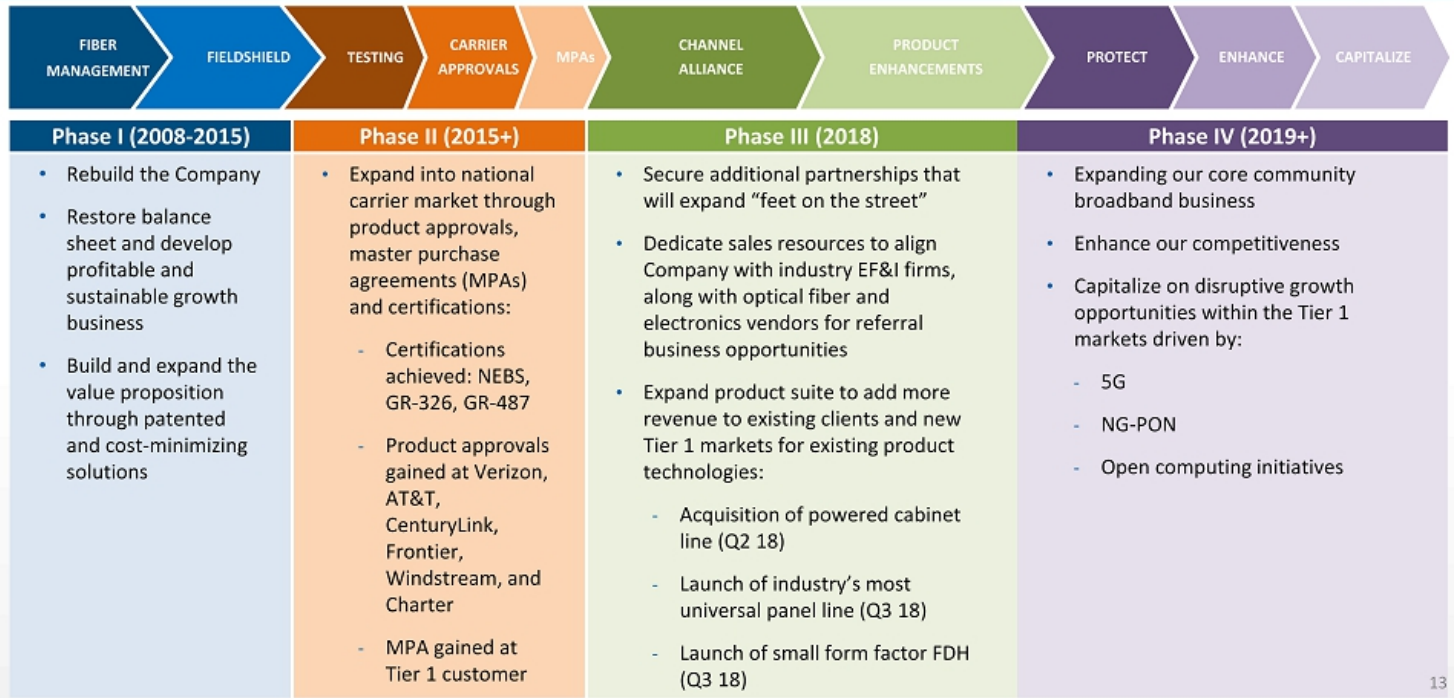 FIBER
MANAGEMENT
FIELDSHIELD
TESTING
CARRIER
APPROVALS
MPAs
CHANNEL
ALLIANCE
PRODUCT
ENHANCEMENTS
PROTECT
ENHANCE
CAPITALIZE
Phase I (2008-2015)
• Rebuild the Company
• Restore balance
sheet and develop
profitable and
sustainable growth
business
• Build and expand the
value proposition
through patented
and cost-minimizing
solutions
Phase II (2015+)
• Expand into national
carrier market through
product approvals,
master purchase
agreements (MPAs)
and certifications:
- Certifications
achieved: NEBS,
GR-326, GR-487
- Product approvals
gained at Verizon,
AT&T,
CenturyLink,
Frontier,
Windstream, and
Charter
- MPA gained at
Tier 1 customer
Phase III (2018)
• Secure additional partnerships that
will expand “feet on the street”
• Dedicate sales resources to align
Company with industry EF&I firms,
along with optical fiber and
electronics vendors for referral
business opportunities
• Expand product suite to add more
revenue to existing clients and new
Tier 1 markets for existing product
technologies:
- Acquisition of powered cabinet
line (Q2 18)
- Launch of industry’s most
universal panel line (Q3 18)
- Launch of small form factor FDH
(Q3 18)
Phase IV (2019+)
• Expanding our core community
broadband business
• Enhance our competitiveness
• Capitalize on disruptive growth
opportunities within the Tier 1
markets driven by:
- 5G
- NG-PON
- Open computing initiatives
13